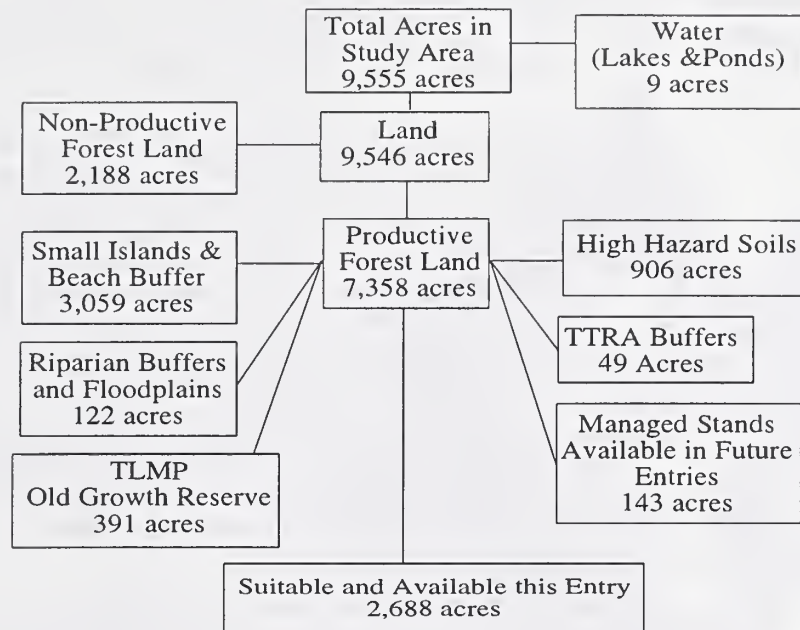 Total Acres in
Study Area
9,555 acres
Water
(Lakes &Ponds)
9 acres
Non-Productive
Forest Land
2,188 acres
Land
9,546 acres
Small Islands &
Beach Buffer
3,059 acres
Productive
Forest Land
7,358 acres
High Hazard Soils
906 acres
Riparian Buffers
and Floodplains
122 acres
TTRA Buffers
49 Acres
TLMP
Old Growth Reserve
391 acres
Managed Stands
Available in Future
Entries
143 acres
Suitable and Available this Entry
2,688 acres